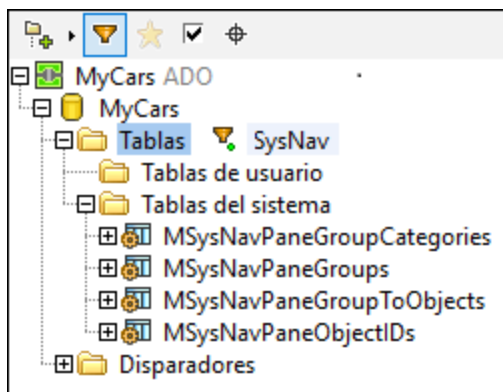 MyCars ADO
MyCars
Tablas SysNav
Tablas de usuario
Tablas del sistema
MSysNavPaneGroupCategories
MSysNavPaneGroups
MSysNavPaneGroupToObjects
MSysNavPaneObjectIDs
Disparadores